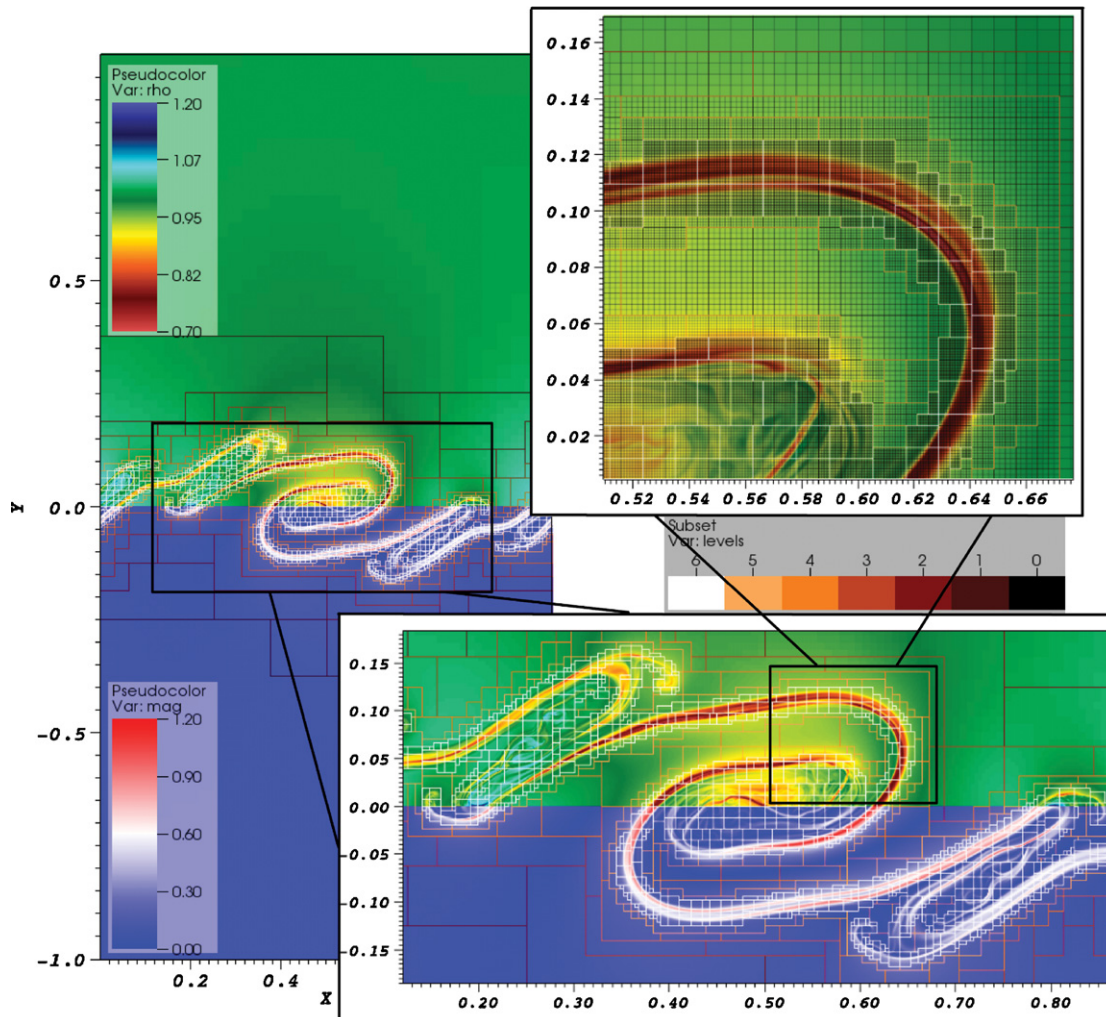 Pseudocolor
Var: rho
1.20
1.07
0.95
0.82
0.70
0.5
0.0
-0.5
-1.0
Y
0.2
0.4
X
Pseudocolor
Var: mag
1.20
0.90
0.60
0.30
0.00
0.16
0.14
0.12
0.10
0.08
0.06
0.04
0.02
0.52 0.54 0.56 0.58 0.60 0.62 0.64 0.66
Subset
Var: levels
6 5 4 3 2 1 0
0.15
0.10
0.05
0.00
-0.05
-0.10
-0.15
0.20 0.30 0.40 0.50 0.60 0.70 0.80